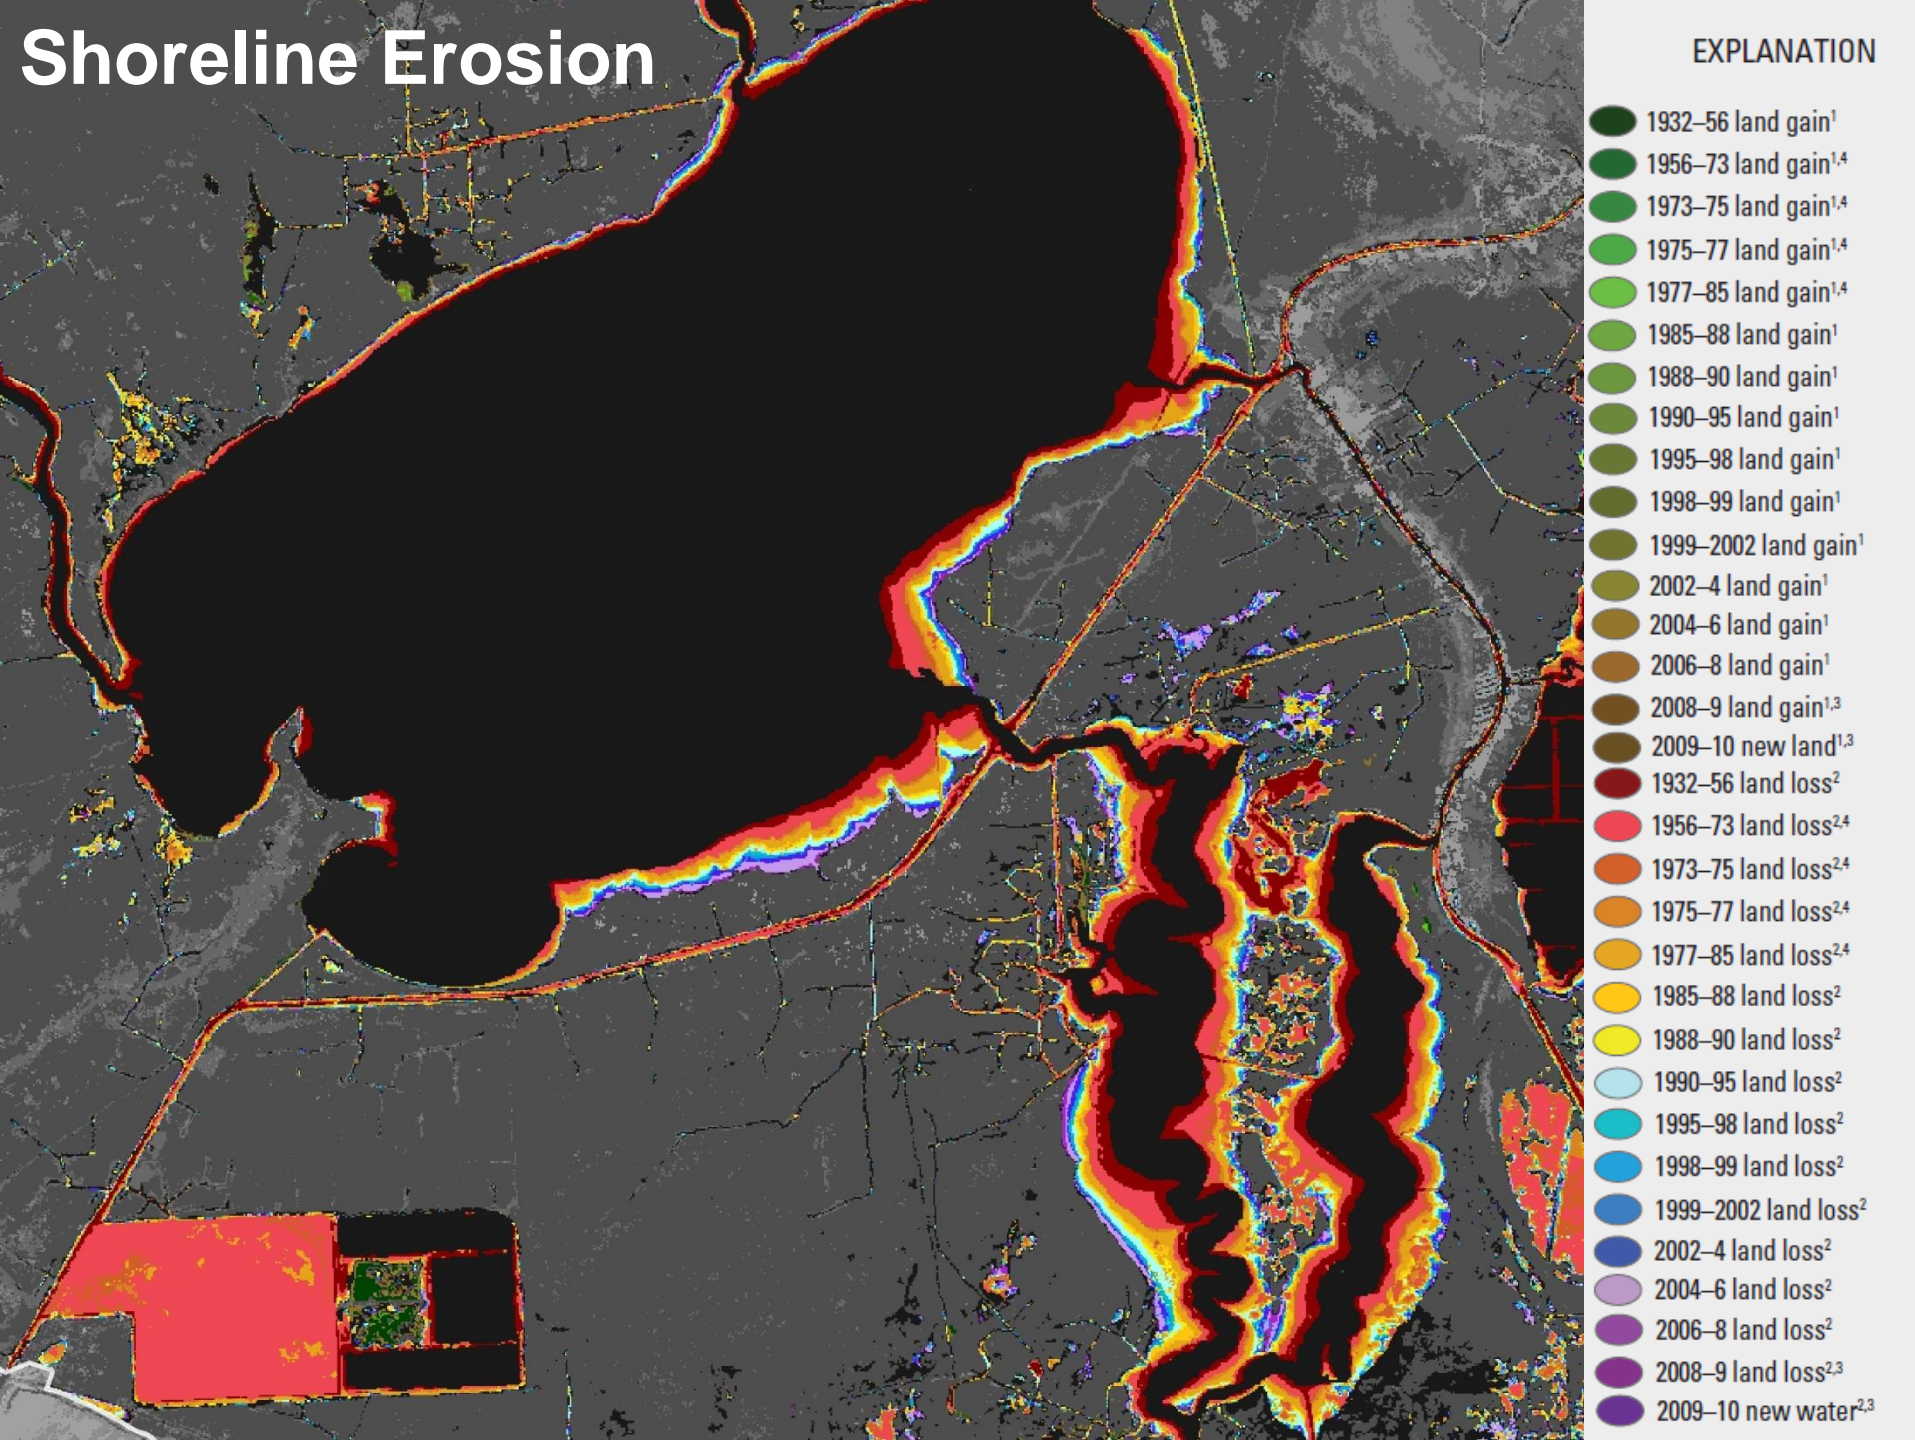 Shoreline Erosion
EXPLANATION
1932–56 land gain¹
1956–73 land gain¹,⁴
1973–75 land gain¹,⁴
1975–77 land gain¹,⁴
1977–85 land gain¹,⁴
1985–88 land gain¹
1988–90 land gain¹
1990–95 land gain¹
1995–98 land gain¹
1998–99 land gain¹
1999–2002 land gain¹
2002–4 land gain¹
2004–6 land gain¹
2006–8 land gain¹
2008–9 land gain¹,³
2009–10 new land¹,³
1932–56 land loss²
1956–73 land loss²,⁴
1973–75 land loss²,⁴
1975–77 land loss²,⁴
1977–85 land loss²,⁴
1985–88 land loss²
1988–90 land loss²
1990–95 land loss²
1995–98 land loss²
1998–99 land loss²
1999–2002 land loss²
2002–4 land loss²
2004–6 land loss²
2006–8 land loss²
2008–9 land loss²,³
2009–10 new water²,³